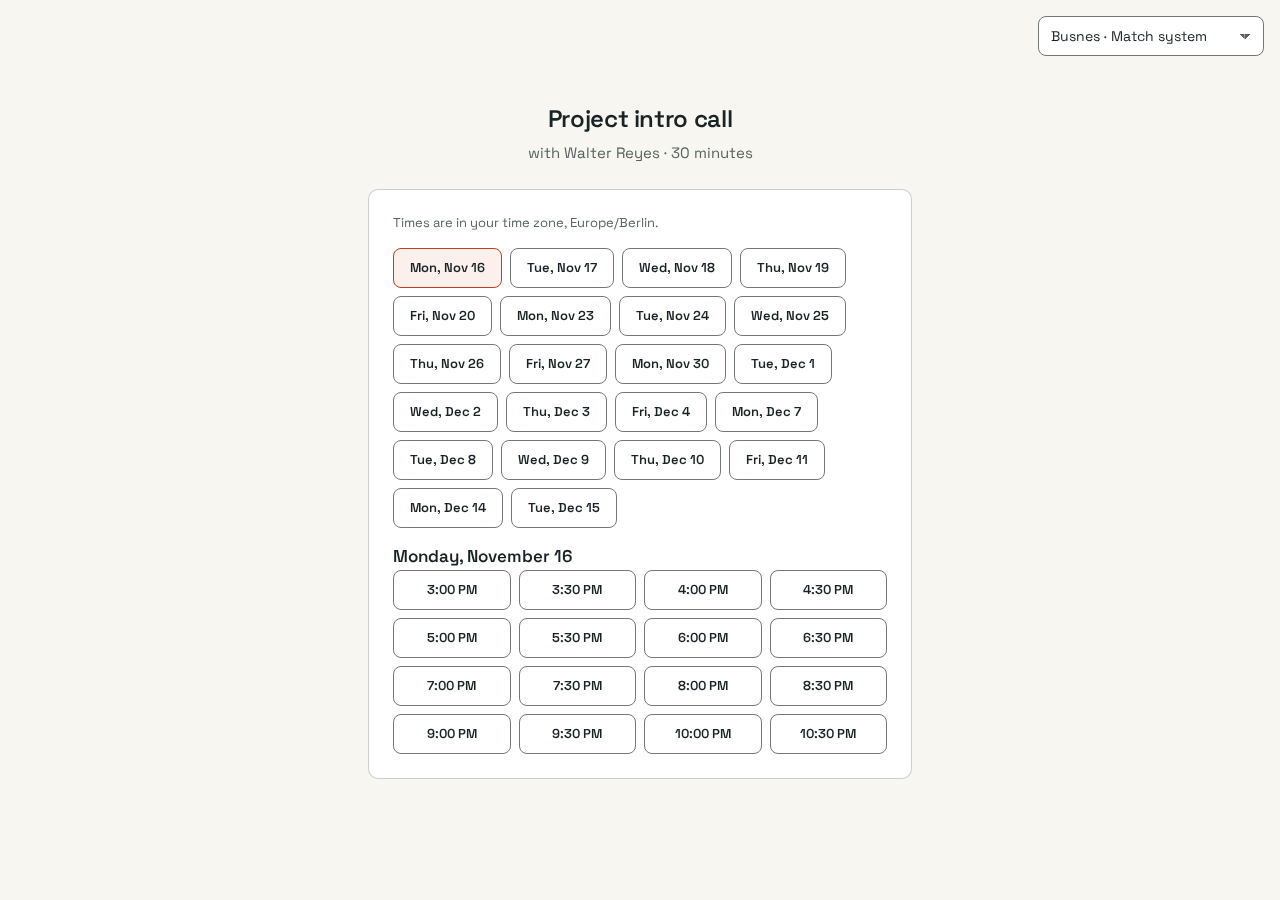 Busnes · Match system
Project intro call
with Walter Reyes · 30 minutes
Times are in your time zone, Europe/Berlin.
Mon, Nov 16 Tue, Nov 17 Wed, Nov 18 Thu, Nov 19
Fri, Nov 20 Mon, Nov 23 Tue, Nov 24 Wed, Nov 25
Thu, Nov 26 Fri, Nov 27 Mon, Nov 30 Tue, Dec 1
Wed, Dec 2 Thu, Dec 3 Fri, Dec 4 Mon, Dec 7
Tue, Dec 8 Wed, Dec 9 Thu, Dec 10 Fri, Dec 11
Mon, Dec 14 Tue, Dec 15
Monday, November 16
3:00 PM 3:30 PM 4:00 PM 4:30 PM
5:00 PM 5:30 PM 6:00 PM 6:30 PM
7:00 PM 7:30 PM 8:00 PM 8:30 PM
9:00 PM 9:30 PM 10:00 PM 10:30 PM